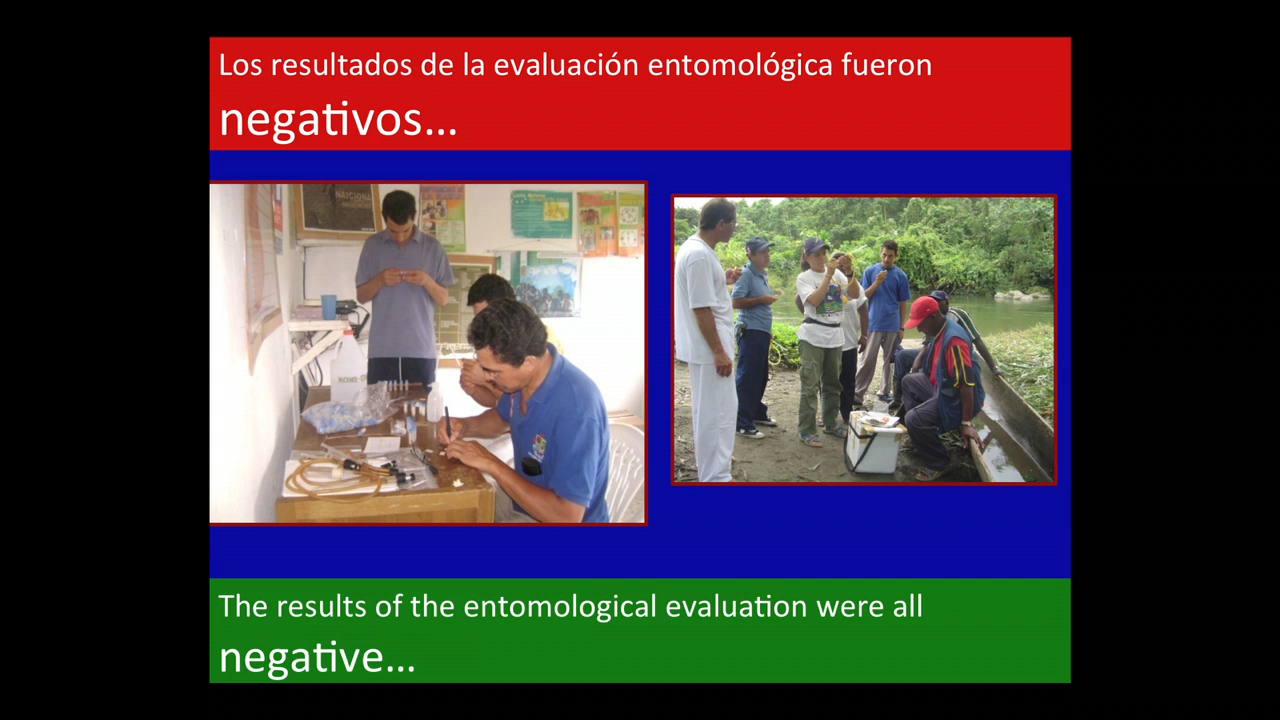 Los resultados de la evaluación entomológica fueron
negativos...
The results of the entomological evaluation were all
negative...